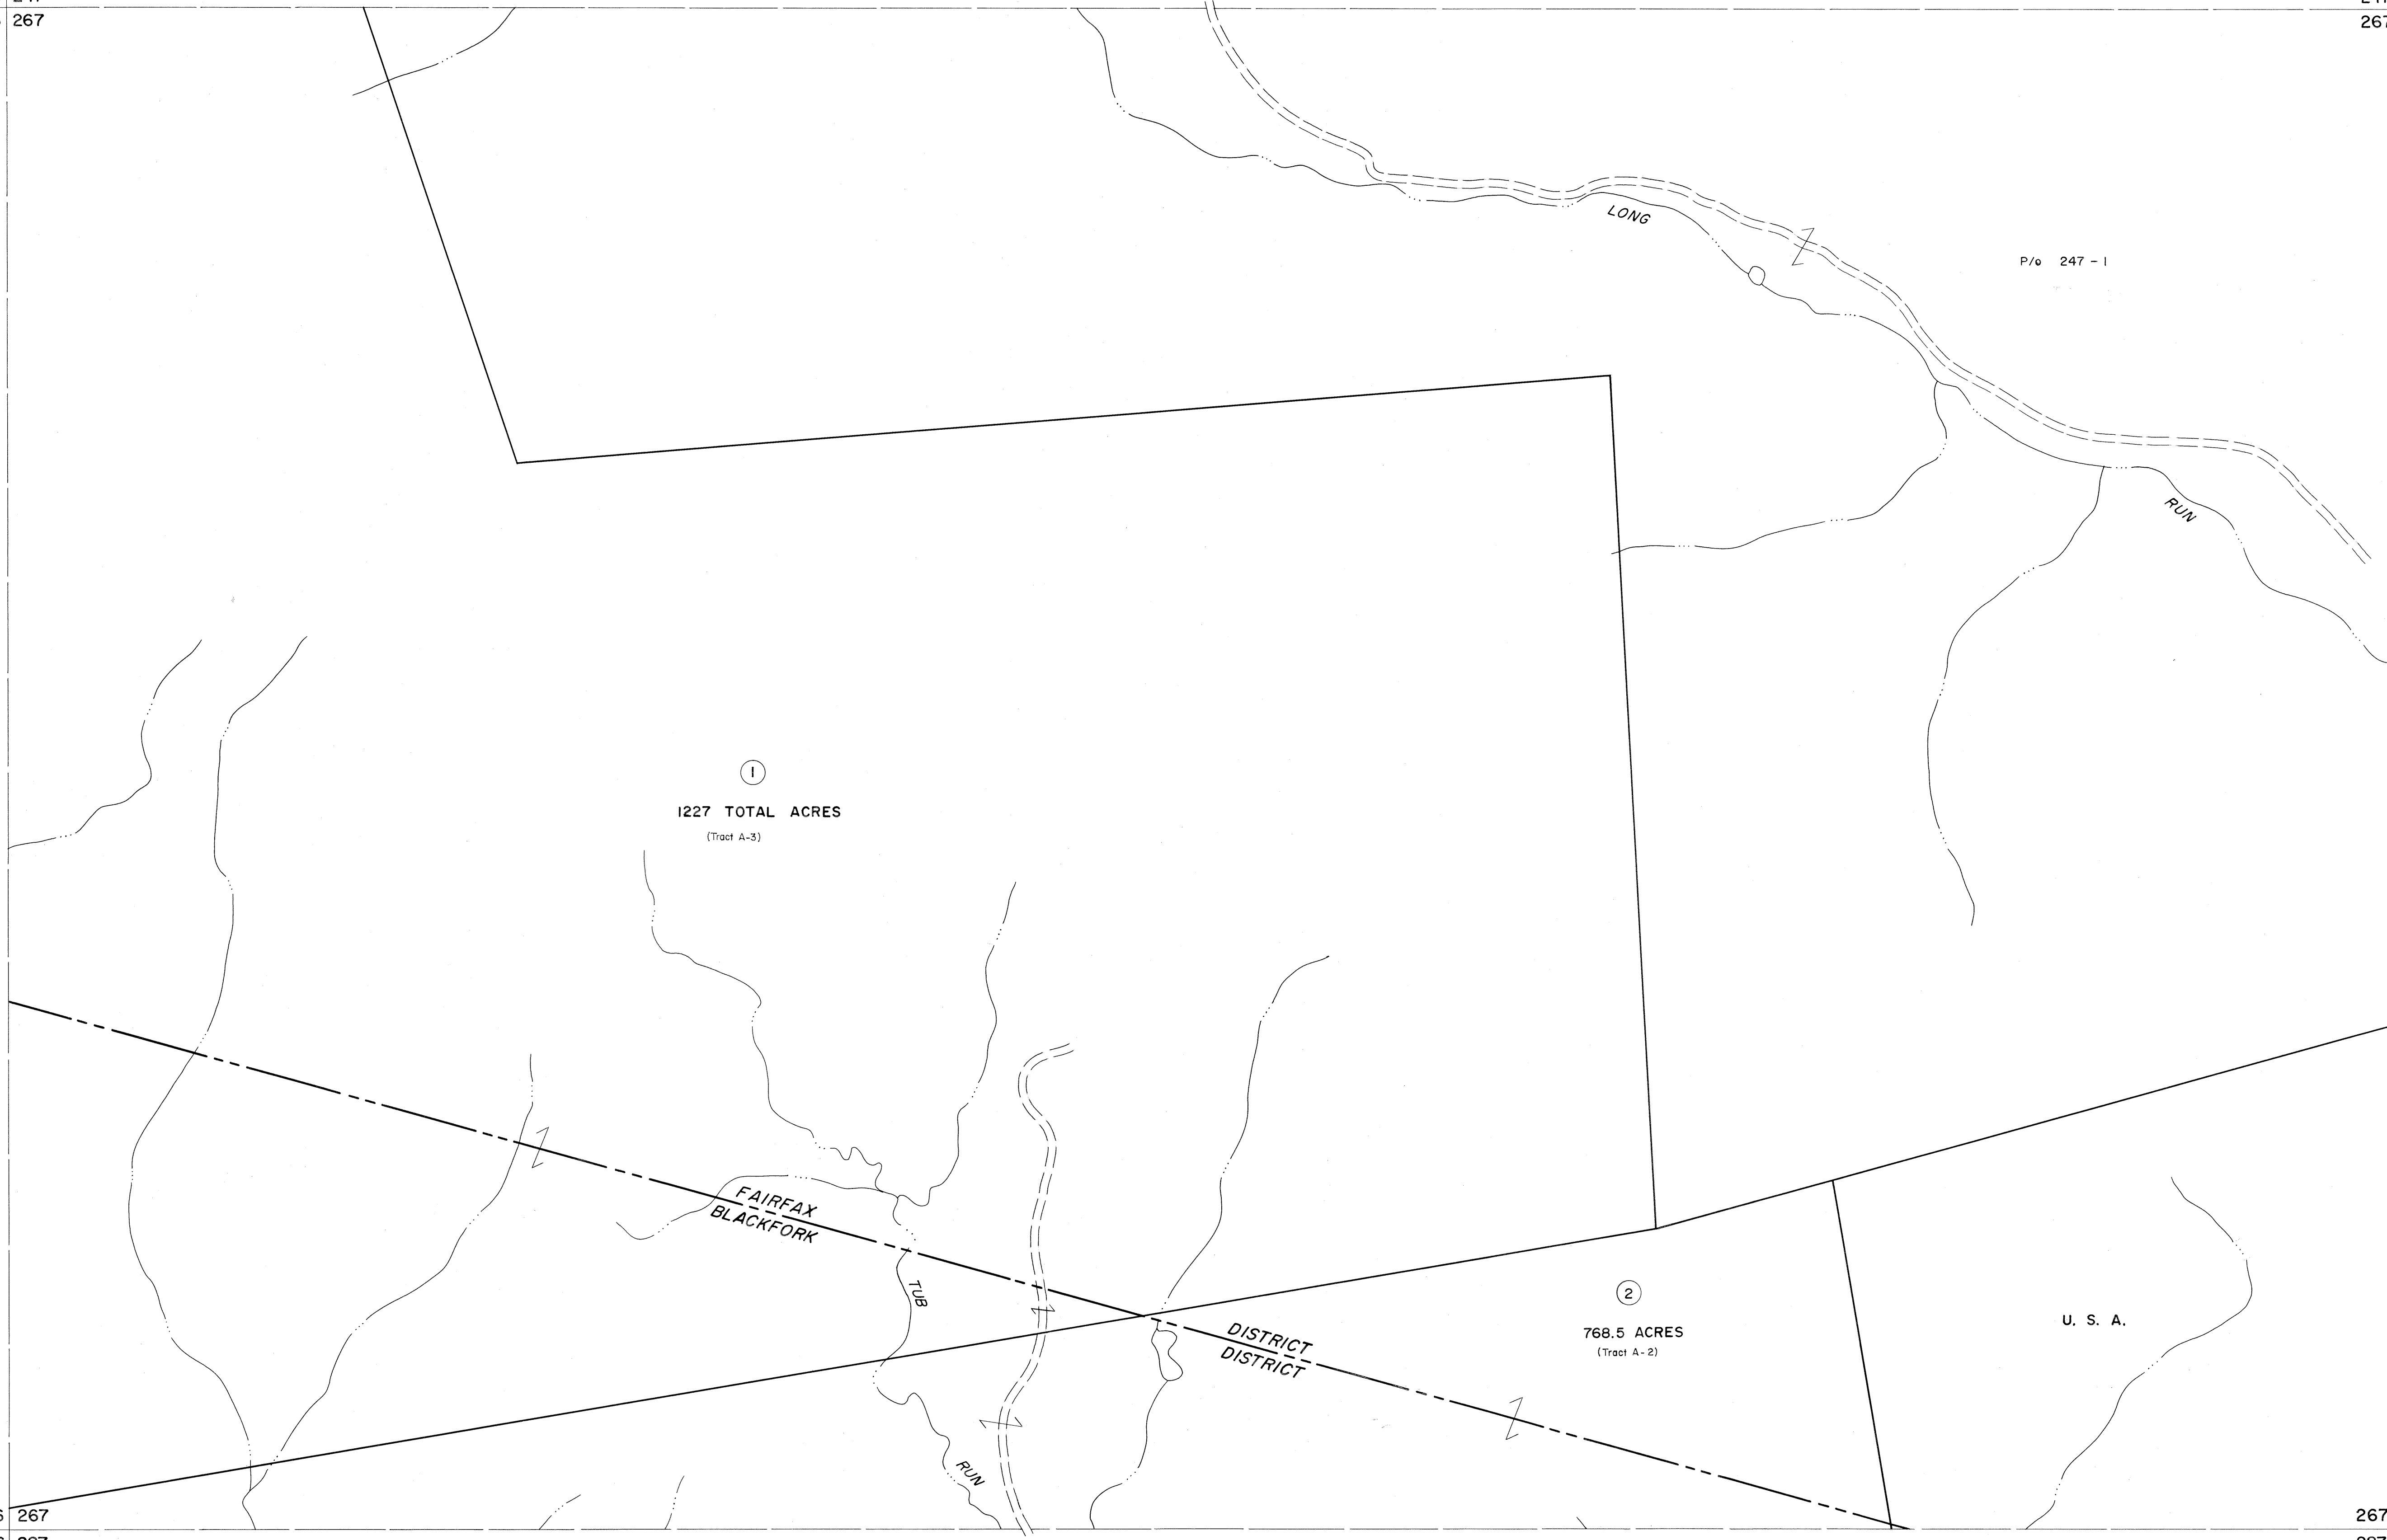 267
267
LONG
P/o 247 - 1
RUN
1
1227 TOTAL ACRES
(Tract A-3)
FAIRFAX
BLACKFORK
TUB
DISTRICT
DISTRICT
2
768.5 ACRES
(Tract A-2)
U. S. A.
RUN
267
267